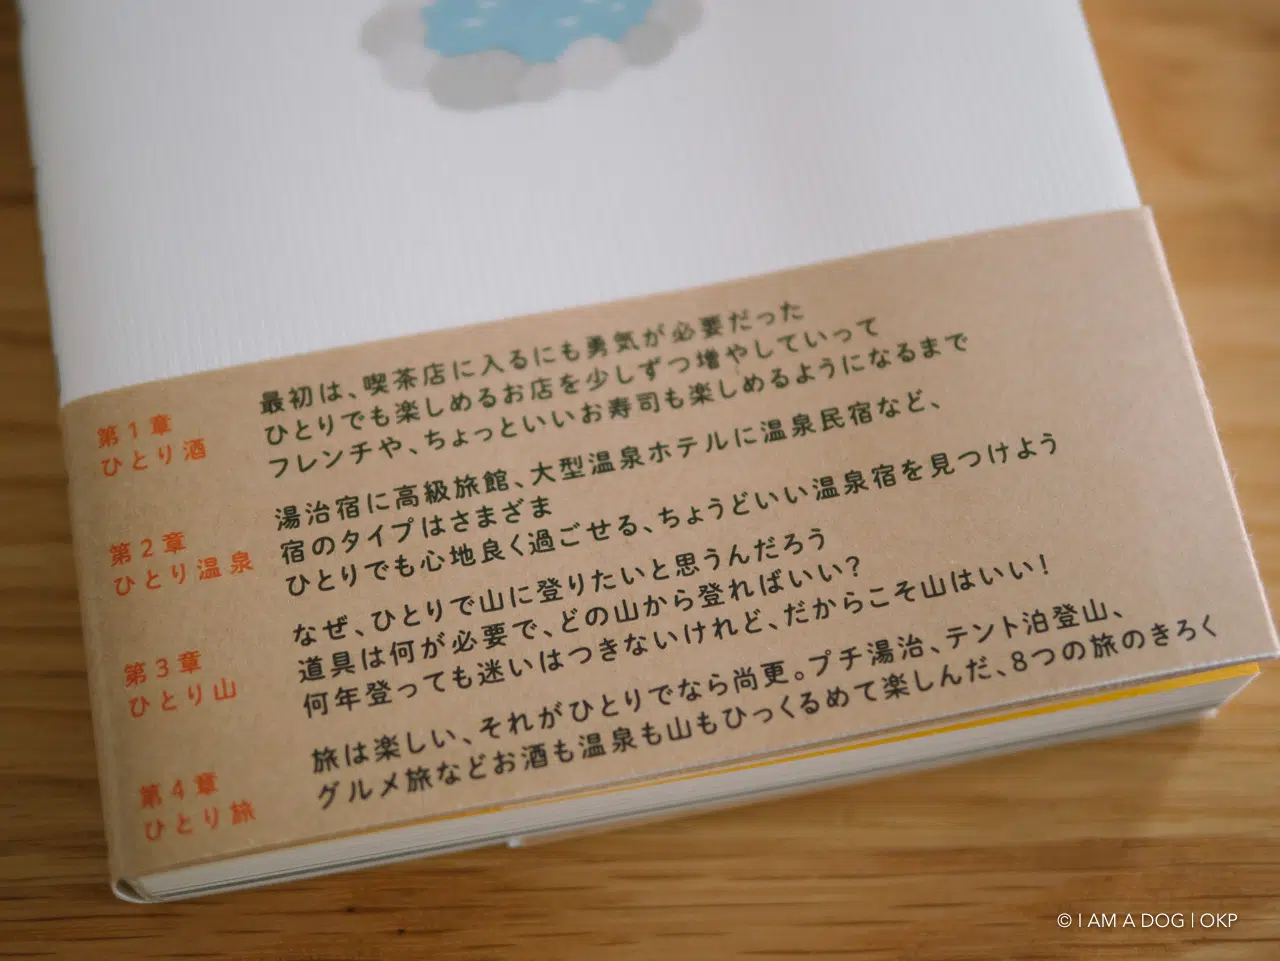 第1章
ひとり酒
最初は、喫茶店に入るにも勇気が必要だった
ひとりでも楽しめるお店を少しずつ増やしていって
フレンチや、ちょっといいお寿司も楽しめるようになるまで
第2章
ひとり温泉
湯治宿に高級旅館、大型温泉ホテルに温泉民宿など、
宿のタイプはさまざま
ひとりでも心地良く過ごせる、ちょうどいい温泉宿を見つけよう
第3章
ひとり山
なぜ、ひとりで山に登りたいと思うんだろう
道具は何が必要で、どの山から登ればいい?
何年登っても迷いはつきないけれど、だからこそ山はいい!
第4章
ひとり旅
旅は楽しい、それがひとりでなら尚更。プチ湯治、テント泊登山、
グルメ旅などお酒も温泉も山もひっくるめて楽しんだ、8つの旅のきろく
© I AM A DOG | OKP